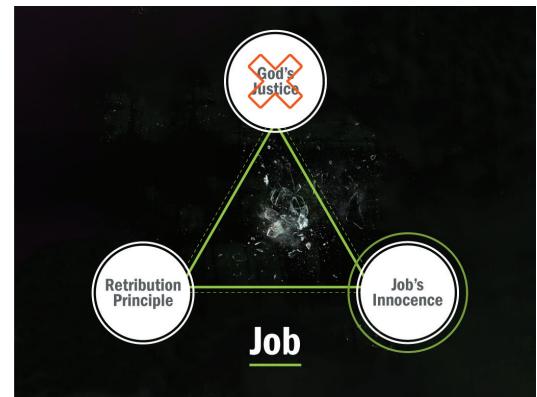 God's
Justice
Retribution
Principle
Job's
Innocence
Job